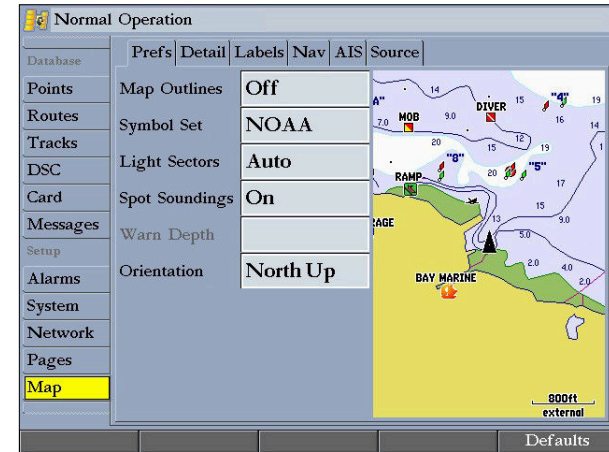 Normal Operation
Prefs Detail Labels Nav AIS Source
Database
Points
Routes
Tracks
DSC
Card
Messages
Setup
Alarms
System
Network
Pages
Map
Map Outlines Off
Symbol Set NOAA
Light Sectors Auto
Spot Soundings On
Warn Depth
Orientation North Up
14 15 "4" 19
A" DIVER
7.0 MOB 9.0 16 14
20 12
15 19 1
"8" 20 "5"
RAMP 17
15
AGE 13 9.0
5.0
2.0 4.0
BAY MARINE 2.0
800ft
external
Defaults